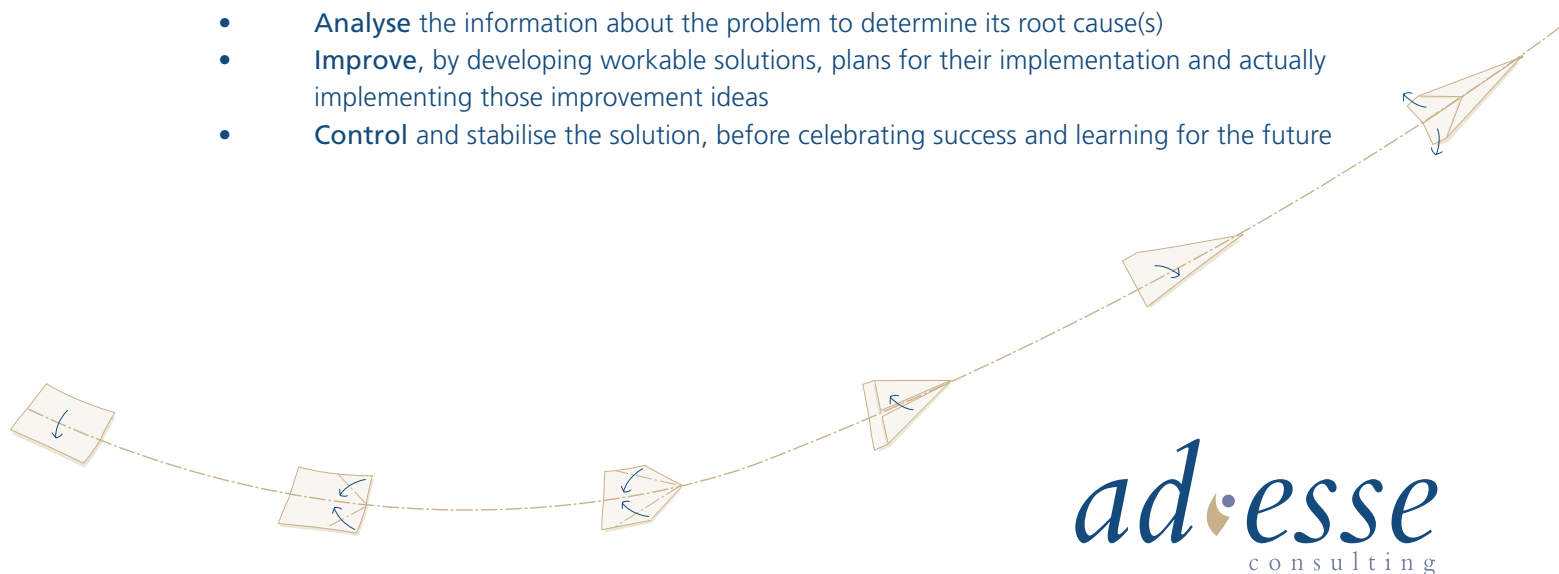 • Analyse the information about the problem to determine its root cause(s)
• Improve, by developing workable solutions, plans for their implementation and actually
implementing those improvement ideas
• Control and stabilise the solution, before celebrating success and learning for the future
ad esse
consulting